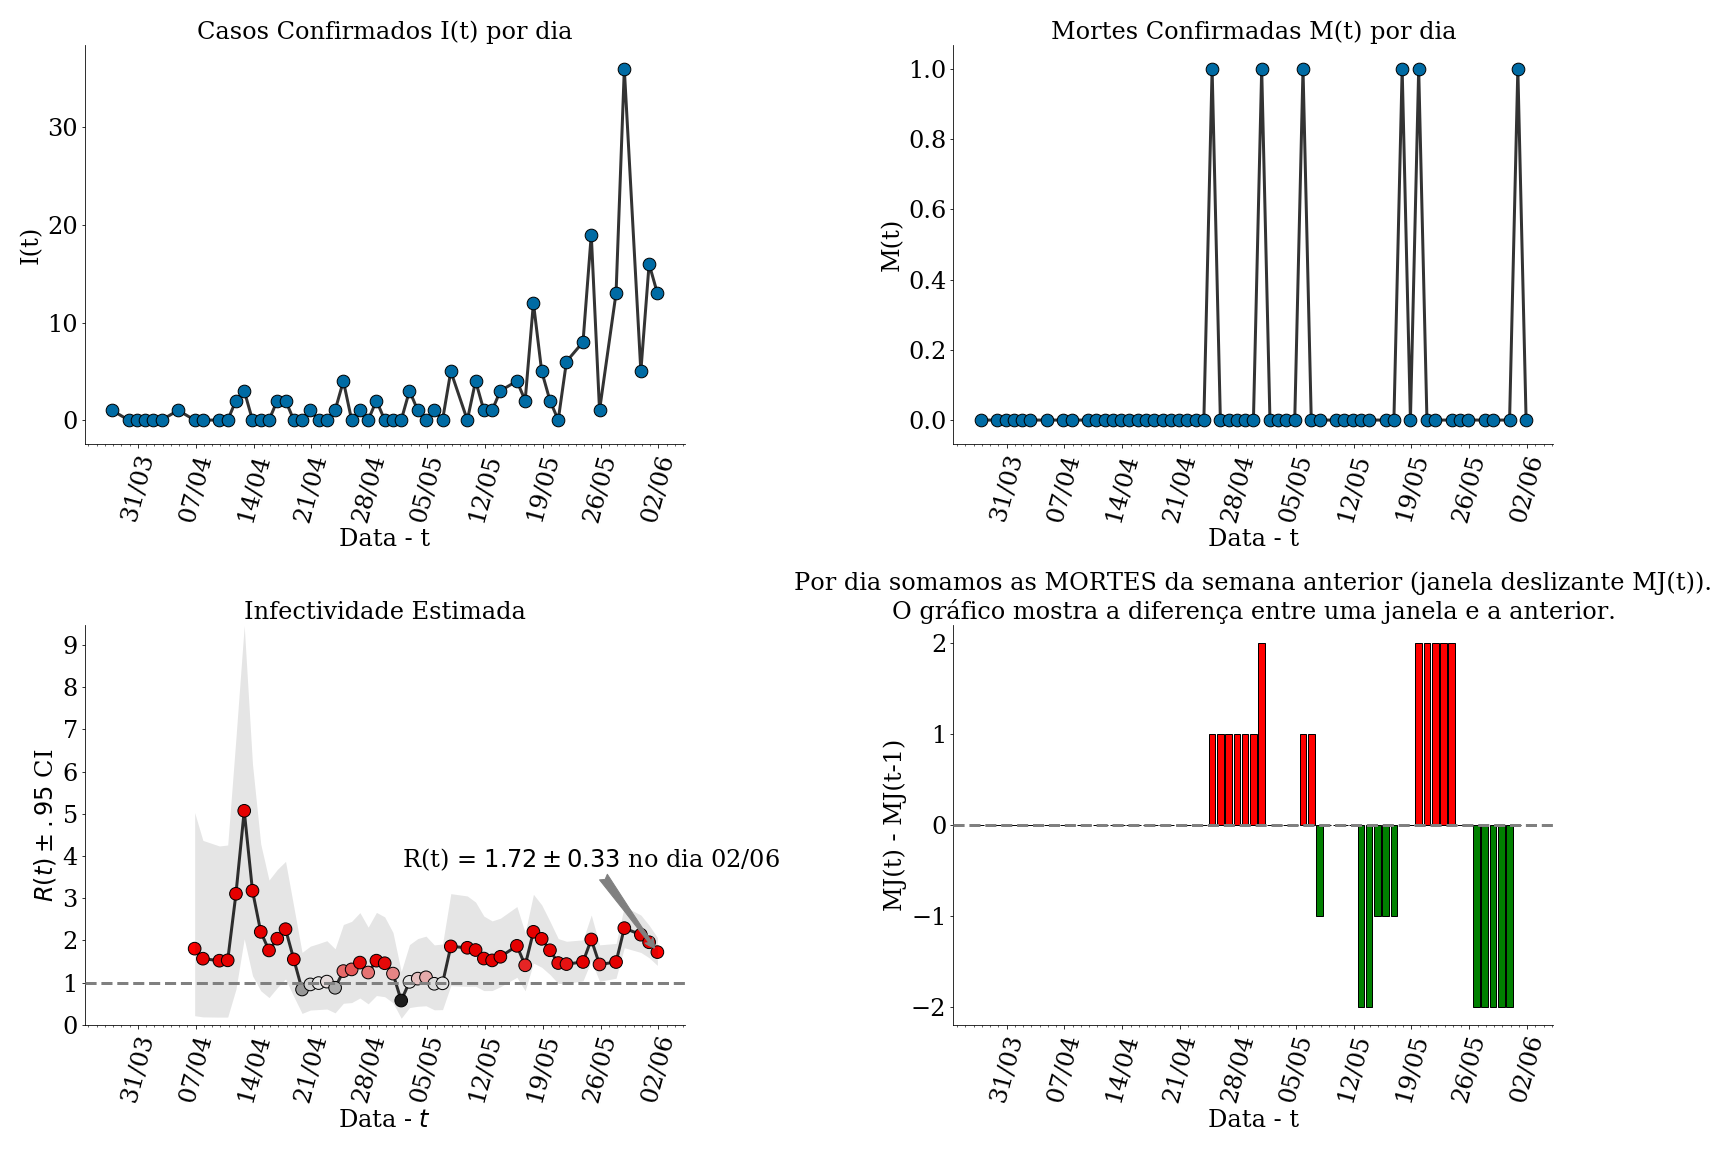 Casos Confirmados I(t) por dia
I(t)
30
20
10
0
31/03 07/04 14/04 21/04 28/04 05/05 12/05 19/05 26/05 02/06
Data - t
Mortes Confirmadas M(t) por dia
M(t)
1.0
0.8
0.6
0.4
0.2
0.0
31/03 07/04 14/04 21/04 28/04 05/05 12/05 19/05 26/05 02/06
Data - t
Infectividade Estimada
R(t) ± .95 CI
9
8
7
6
5
4
3
2
1
0
R(t) = 1.72 ± 0.33 no dia 02/06
31/03 07/04 14/04 21/04 28/04 05/05 12/05 19/05 26/05 02/06
Data - t
Por dia somamos as MORTES da semana anterior (janela deslizante MJ(t)).
O gráfico mostra a diferença entre uma janela e a anterior.
MJ(t) - MJ(t-1)
2
1
0
−1
−2
31/03 07/04 14/04 21/04 28/04 05/05 12/05 19/05 26/05 02/06
Data - t